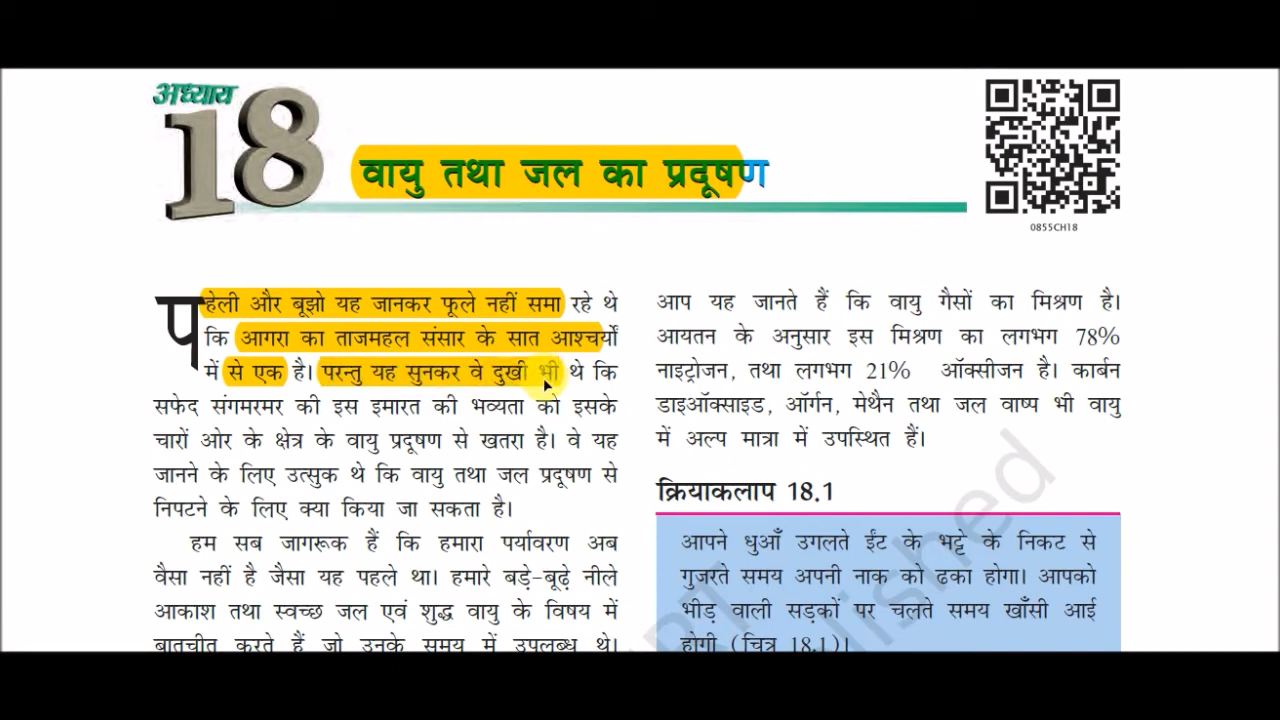 अध्याय
18
वायु तथा जल का प्रदूषण
0855CH18
पहेली और बूझो यह जानकर फूले नहीं समा रहे थे
कि आगरा का ताजमहल संसार के सात आश्चर्यों
में से एक है। परन्तु यह सुनकर वे दुखी भी थे कि
सफेद संगमरमर की इस इमारत की भव्यता को इसके
चारों ओर के क्षेत्र के वायु प्रदूषण से खतरा है। वे यह
जानने के लिए उत्सुक थे कि वायु तथा जल प्रदूषण से
निपटने के लिए क्या किया जा सकता है।
हम सब जागरूक हैं कि हमारा पर्यावरण अब
वैसा नहीं है जैसा यह पहले था। हमारे बड़े-बूढ़े नीले
आकाश तथा स्वच्छ जल एवं शुद्ध वायु के विषय में
बातचीत करते हैं जो उनके समय में उपलब्ध थे।
आप यह जानते हैं कि वायु गैसों का मिश्रण है।
आयतन के अनुसार इस मिश्रण का लगभग 78%
नाइट्रोजन, तथा लगभग 21% ऑक्सीजन है। कार्बन
डाइऑक्साइड, ऑर्गन, मेथैन तथा जल वाष्प भी वायु
में अल्प मात्रा में उपस्थित हैं।
क्रियाकलाप 18.1
आपने धुआँ उगलते ईंट के भट्टे के निकट से
गुजरते समय अपनी नाक को ढका होगा। आपको
भीड़ वाली सड़कों पर चलते समय खाँसी आई
होगी (चित्र 18.1)।